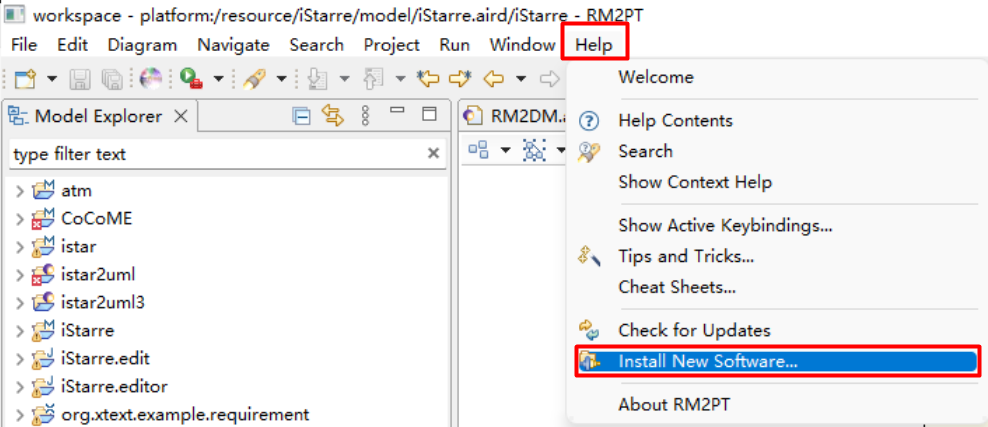 workspace - platform:/resource/iStarre/model/iStarre.aird/iStarre - RM2PT
File Edit Diagram Navigate Search Project Run Window Help
Model Explorer
type filter text
atm
CoCoME
istar
istar2uml
istar2uml3
iStarre
iStarre.edit
iStarre.editor
org.xtext.example.requirement
RM2DM.a
Welcome
Help Contents
Search
Show Context Help
Show Active Keybindings...
Tips and Tricks...
Cheat Sheets...
Check for Updates
Install New Software...
About RM2PT